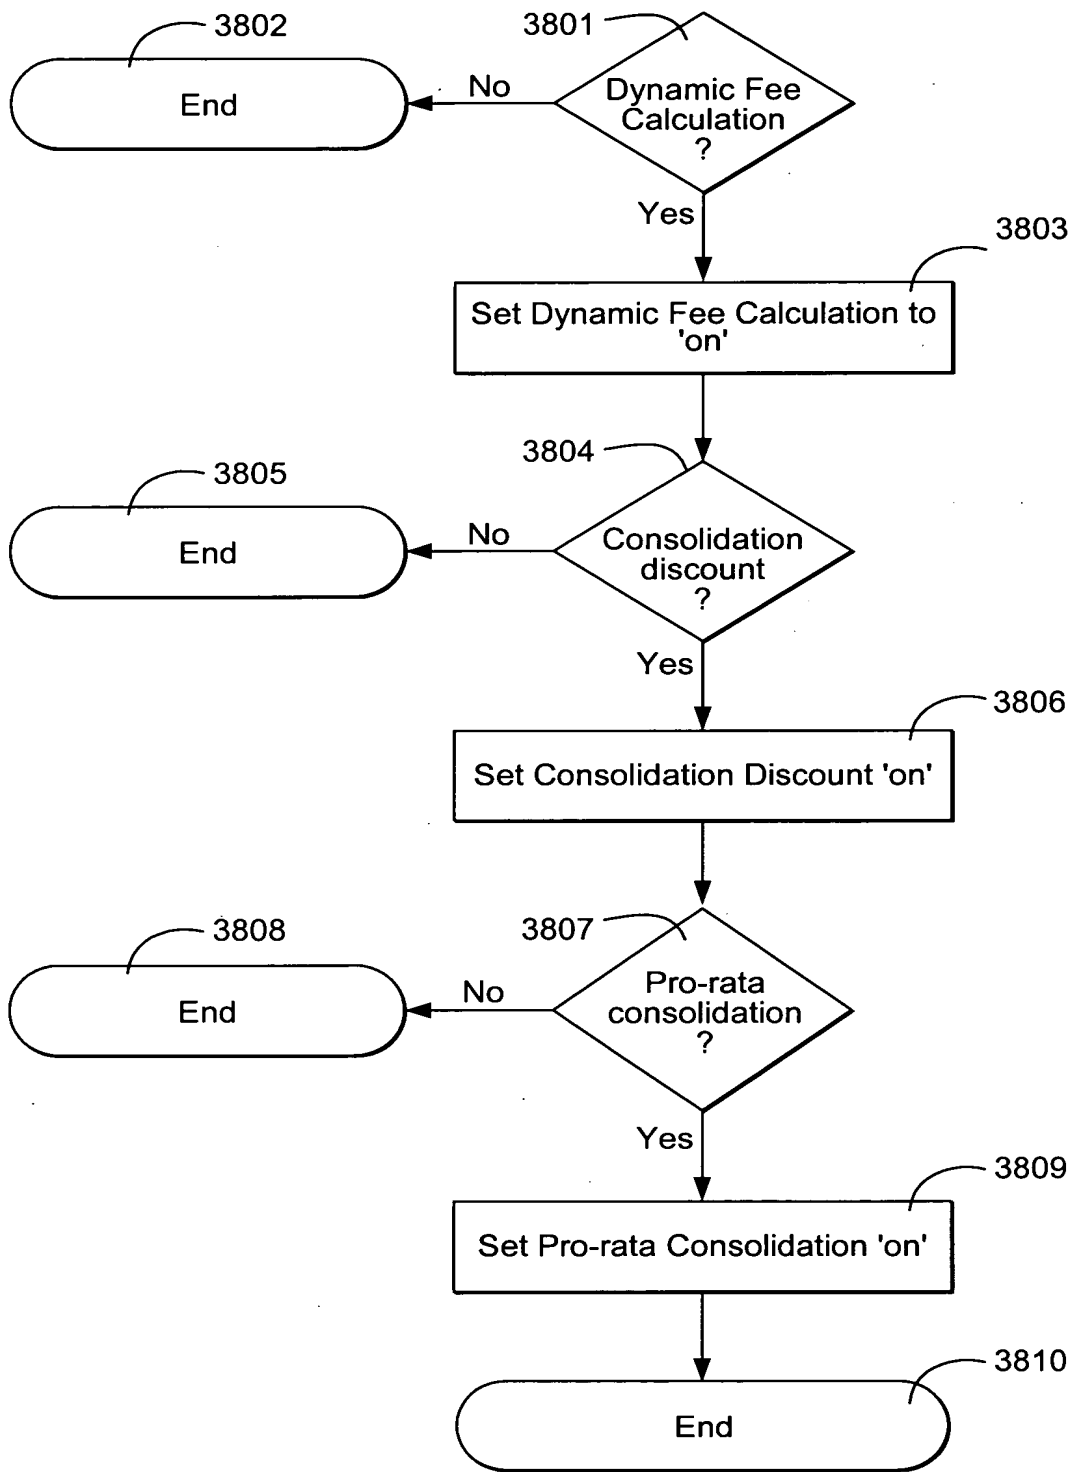 3802
3801
End
No
Dynamic Fee
Calculation
?
Yes
3803
Set Dynamic Fee Calculation to
'on'
3805
3804
End
No
Consolidation
discount
?
Yes
3806
Set Consolidation Discount 'on'
3808
3807
End
No
Pro-rata
consolidation
?
Yes
3809
Set Pro-rata Consolidation 'on'
3810
End